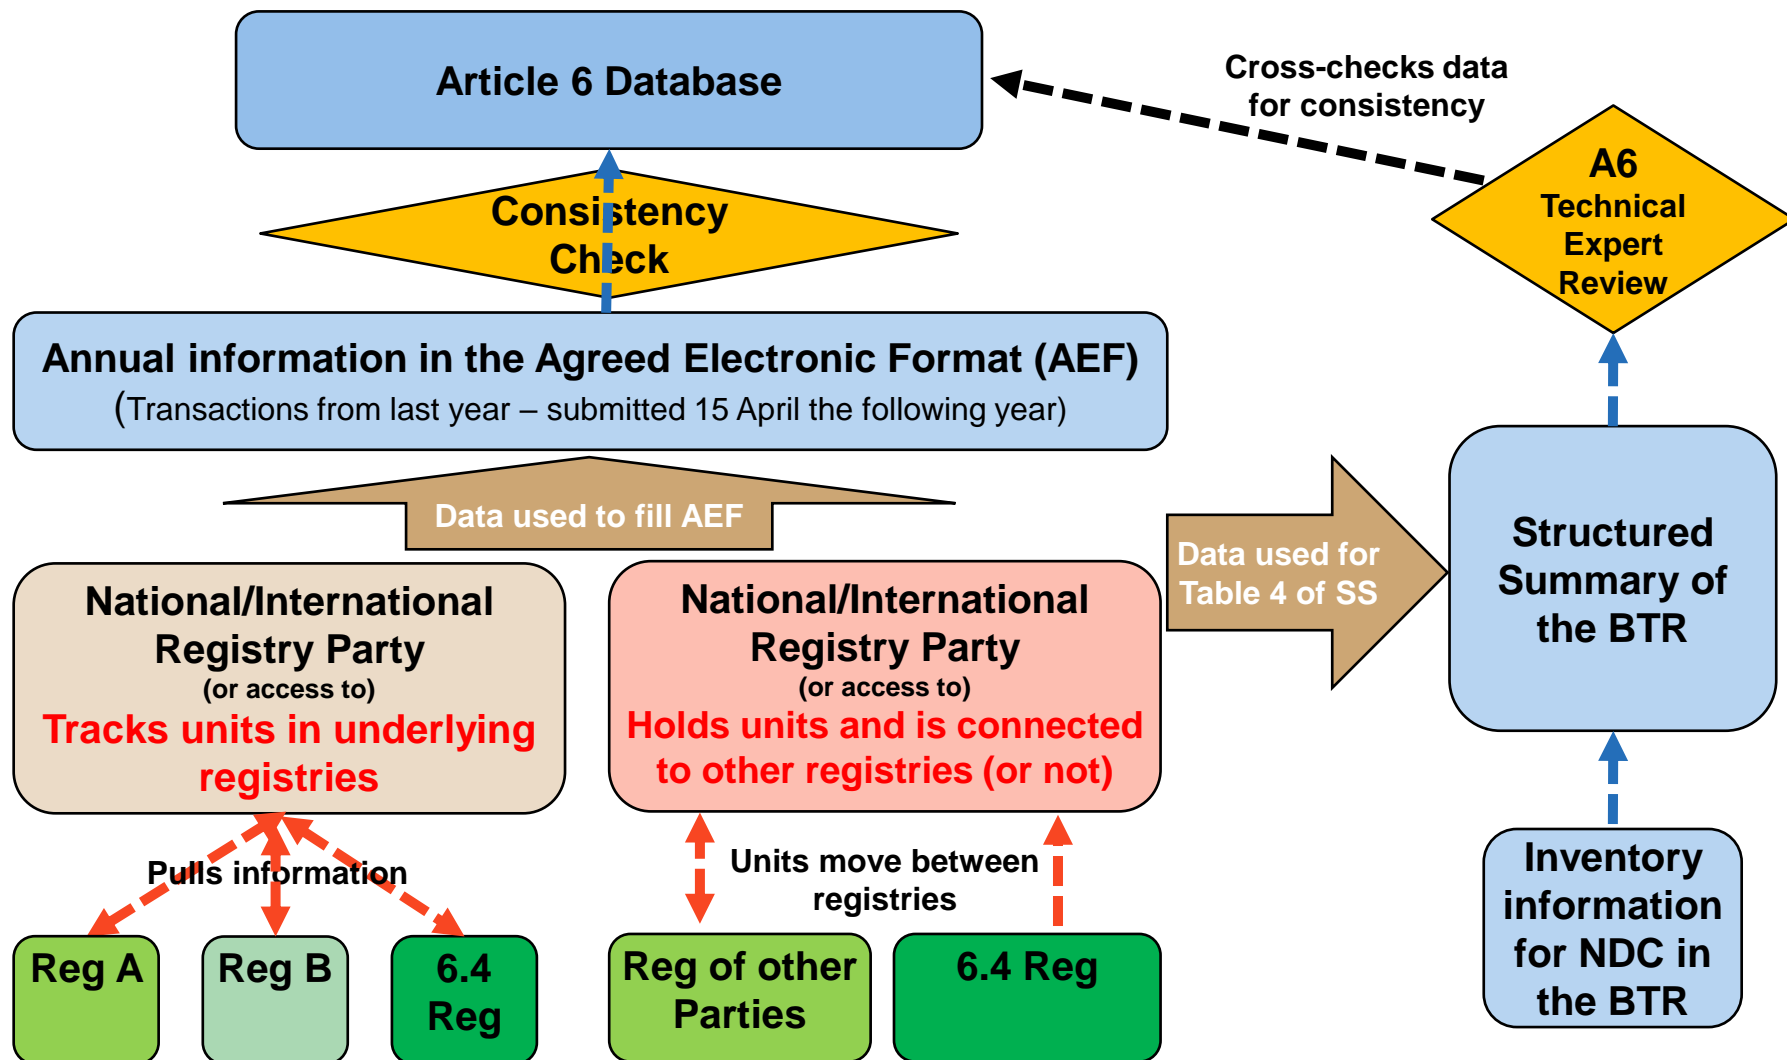 Article 6 Database
Cross-checks data
for consistency
A6
Technical
Expert
Review
Consistency
Check
Annual information in the Agreed Electronic Format (AEF)
(Transactions from last year – submitted 15 April the following year)
Data used to fill AEF
Data used for
Table 4 of SS
Structured
Summary of
the BTR
National/International
Registry Party
(or access to)
Tracks units in underlying
registries
National/International
Registry Party
(or access to)
Holds units and is connected
to other registries (or not)
Pulls information
Units move between
registries
Reg A
Reg B
6.4
Reg
Reg of other
Parties
6.4 Reg
Inventory
information
for NDC in
the BTR